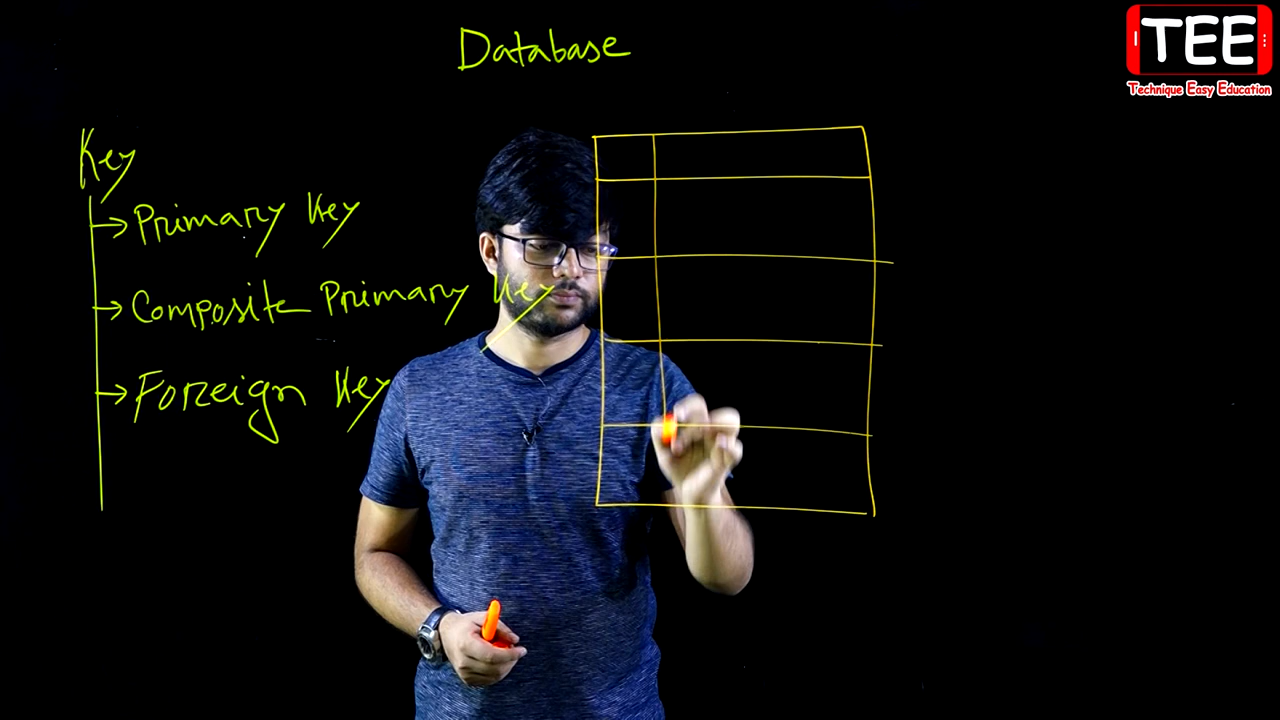 Database
TEE
Technique Easy Education
Key
Primary Key
Composite Primary Key
Foreign Key